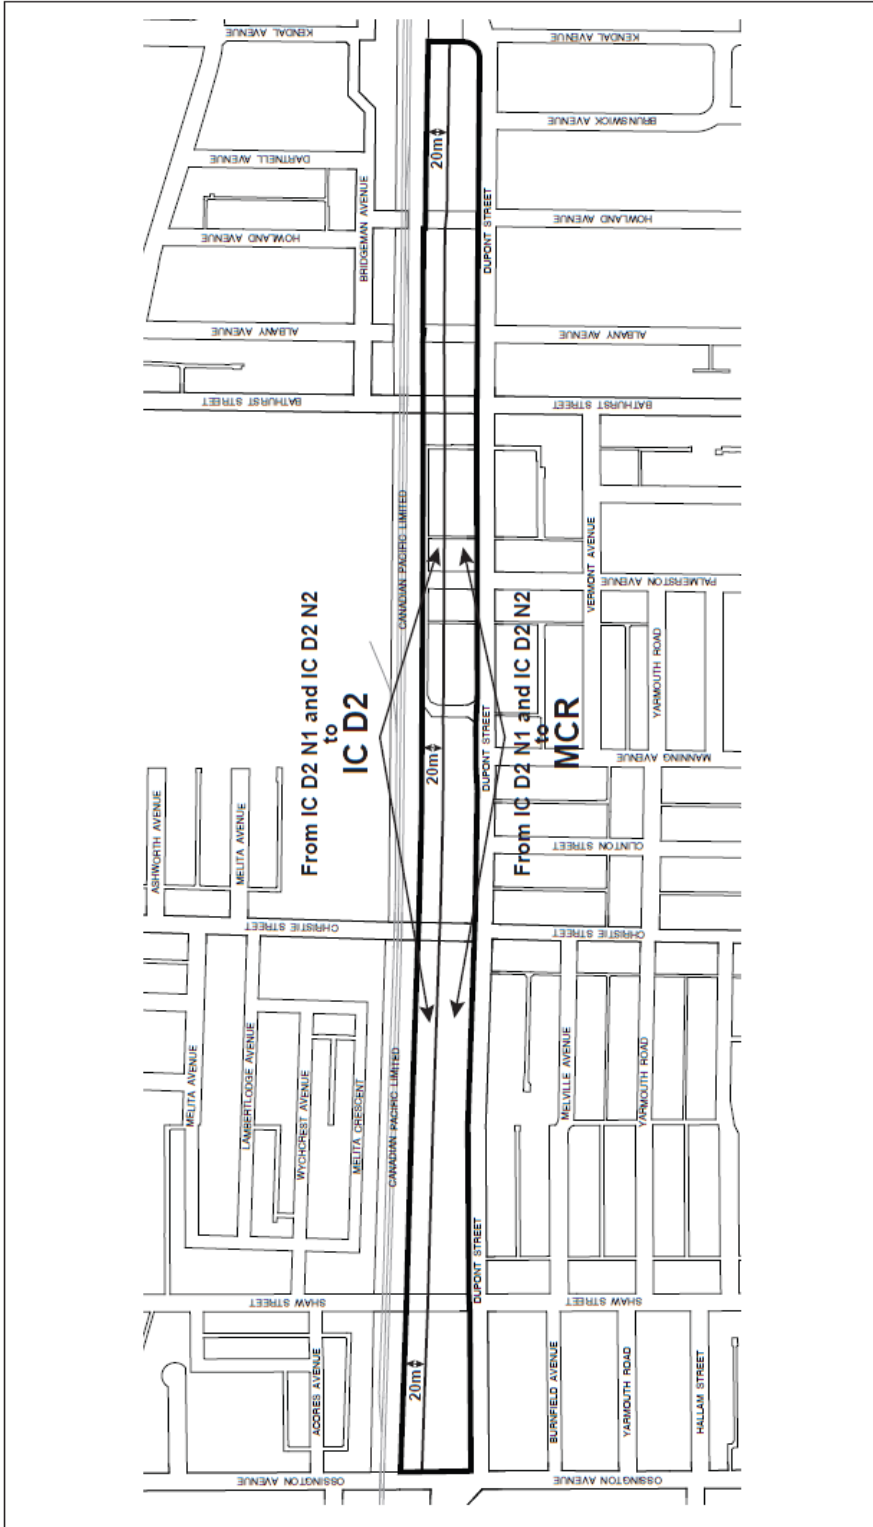 KENDAL AVENUE
KENDAL AVENUE
BRUNSWICK AVENUE
20m
DARTNELL AVENUE
BRIDGEMAN AVENUE
DUPONT STREET
HOWLAND AVENUE
HOWLAND AVENUE
ALBANY AVENUE
ALBANY AVENUE
BATHURST STREET
BATHURST STREET
CANADIAN PACIFIC LIMITED
VERMONT AVENUE
PALMERSTON AVENUE
From IC D2 N1 and IC D2 N2
to
IC D2
From IC D2 N1 and IC D2 N2
to
MCR
YARMOUTH ROAD
20m
DUPONT STREET
MANNING AVENUE
ASHWORTH AVENUE
MELITA AVENUE
CLINTON STREET
CHRISTIE STREET
CHRISTIE STREET
MELITA AVENUE
LAMBERTLODGE AVENUE
WYCHCREST AVENUE
MELITA CRESCENT
CANADIAN PACIFIC LIMITED
MELVILLE AVENUE
YARMOUTH ROAD
DUPONT STREET
SHAW STREET
SHAW STREET
ACORES AVENUE
20m
BURNFIELD AVENUE
YARMOUTH ROAD
HALLAM STREET
OSSINGTON AVENUE
OSSINGTON AVENUE